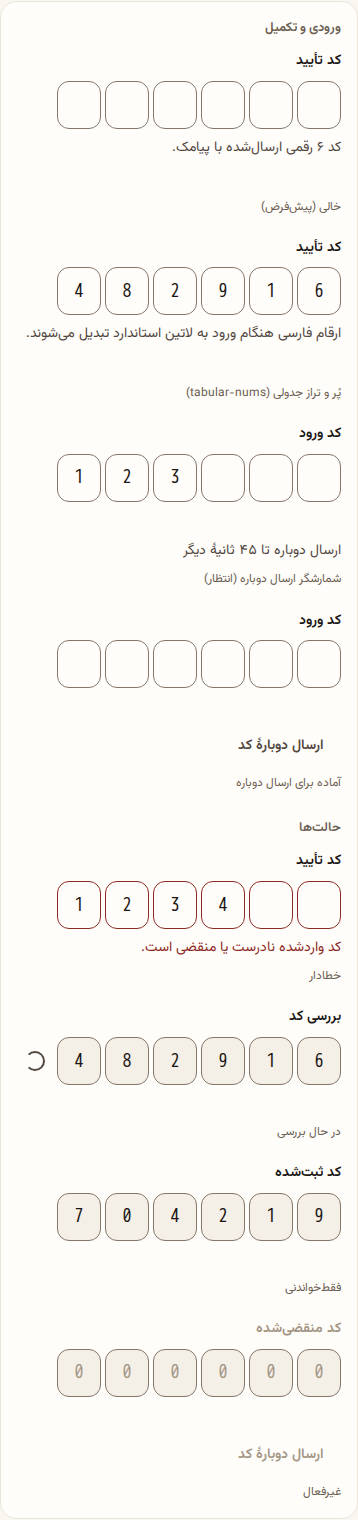 ورودی و تکمیل
کد تأیید
کد ۶ رقمی ارسال‌شده با پیامک.
خالی (پیش‌فرض)
کد تأیید
4 8 2 9 1 6
ارقام فارسی هنگام ورود به لاتین استاندارد تبدیل می‌شوند.
پُر و تراز جدولی (tabular-nums)
کد ورود
1 2 3
ارسال دوباره تا ۴۵ ثانیهٔ دیگر
شمارشگر ارسال دوباره (انتظار)
کد ورود
ارسال دوبارهٔ کد
آماده برای ارسال دوباره
حالت‌ها
کد تأیید
1 2 3 4
کد واردشده نادرست یا منقضی است.
خطادار
بررسی کد
4 8 2 9 1 6
در حال بررسی
کد ثبت‌شده
7 0 4 2 1 9
فقط‌خواندنی
کد منقضی‌شده
0 0 0 0 0 0
ارسال دوبارهٔ کد
غیرفعال